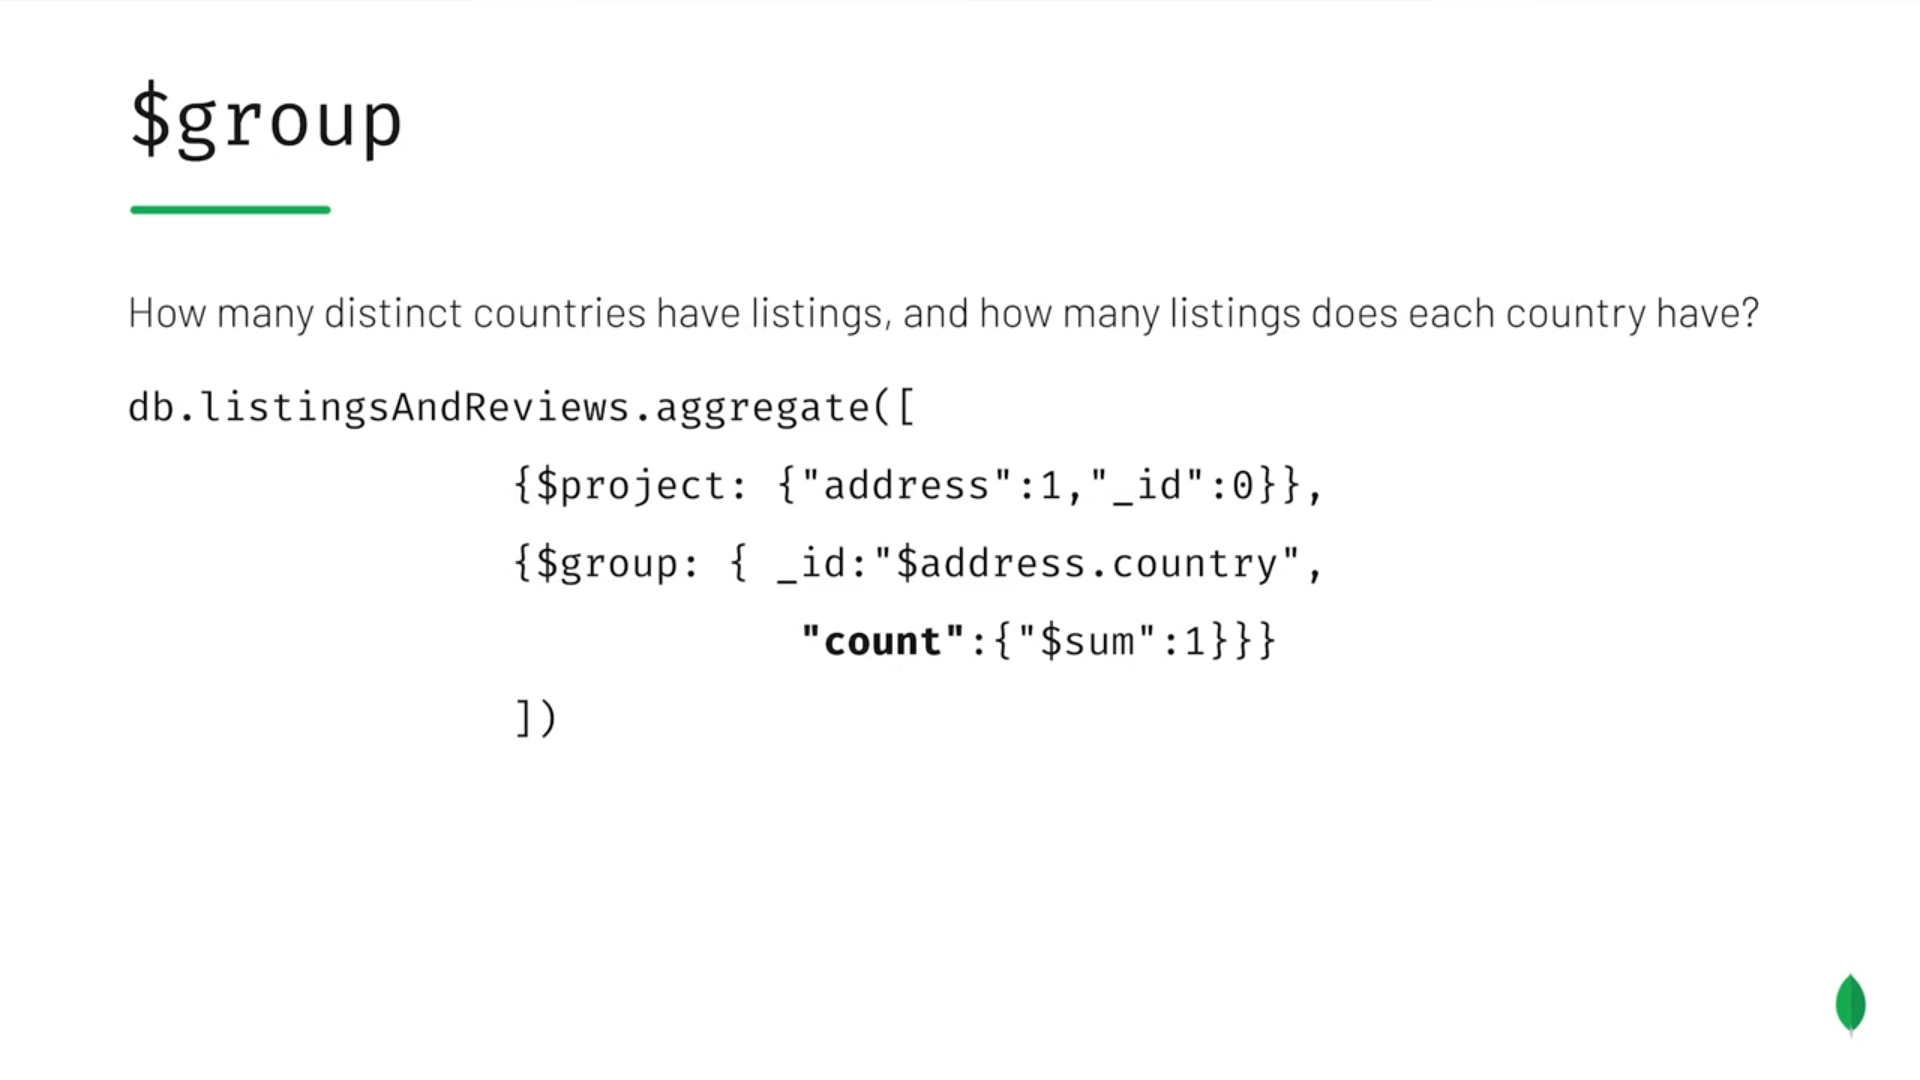 $group
How many distinct countries have listings, and how many listings does each country have?
db.listingsAndReviews.aggregate([
{$project: {"address":1,"_id":0}},
{$group: { _id:"$address.country",
"count":{"$sum":1}}}
])